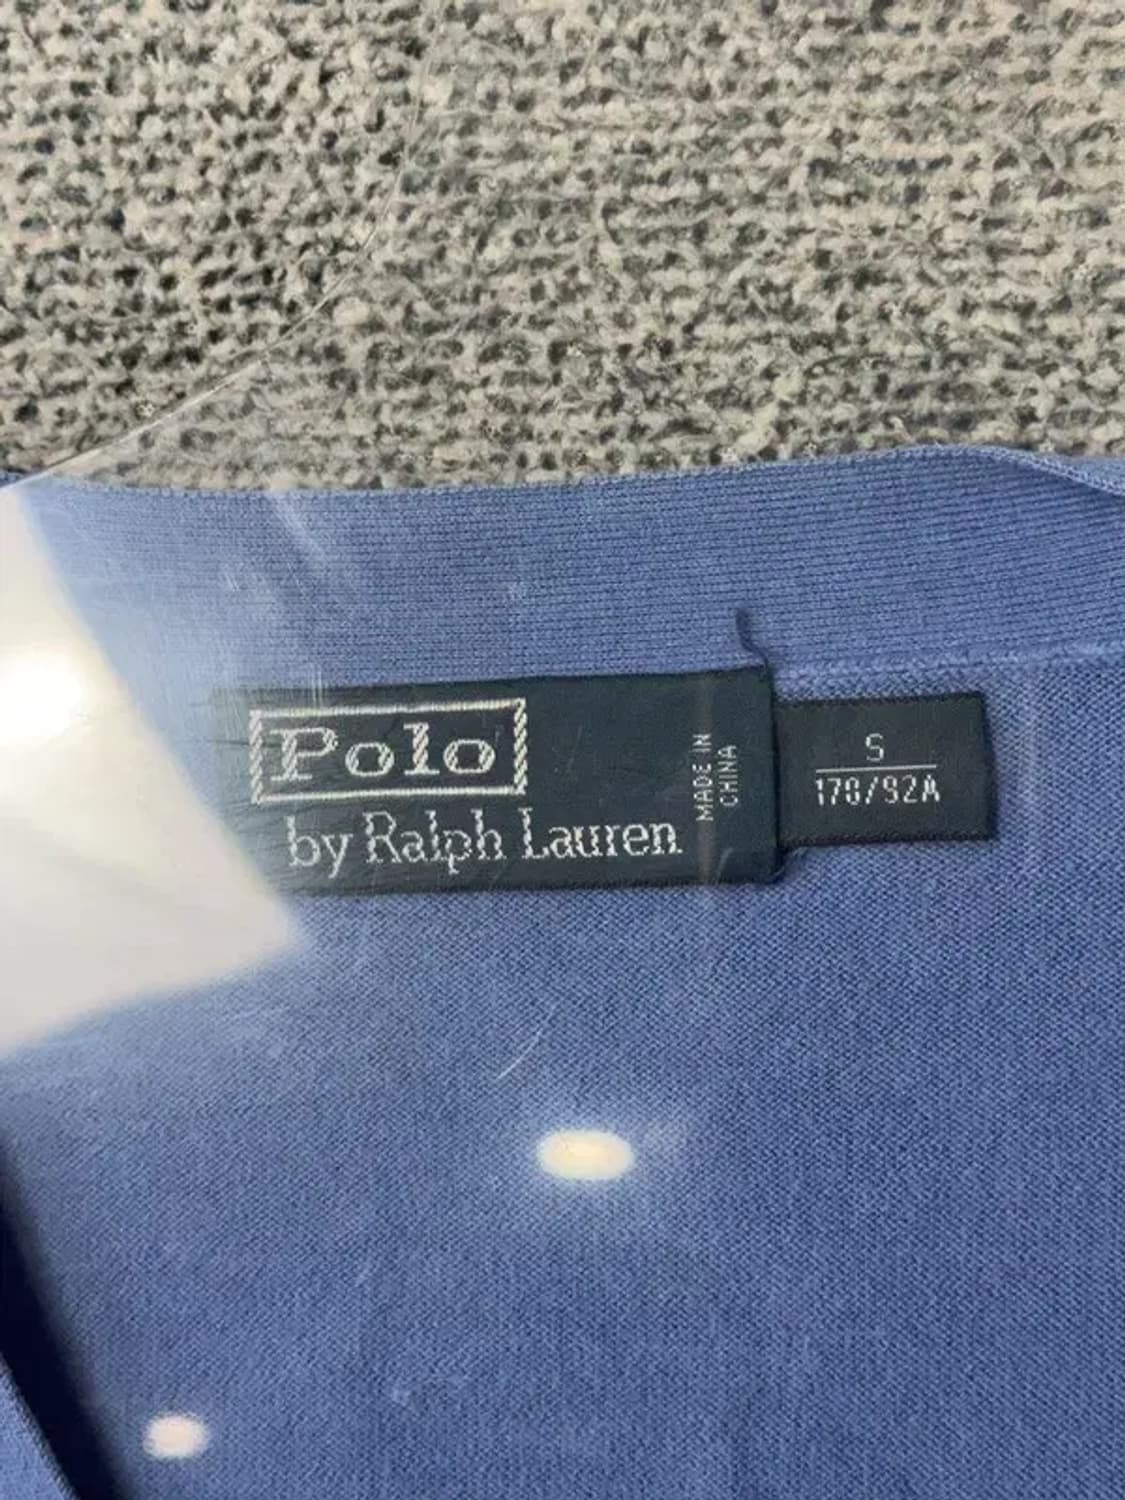 Polo
by Ralph Lauren
MADE IN
CHINA
S
170/92A